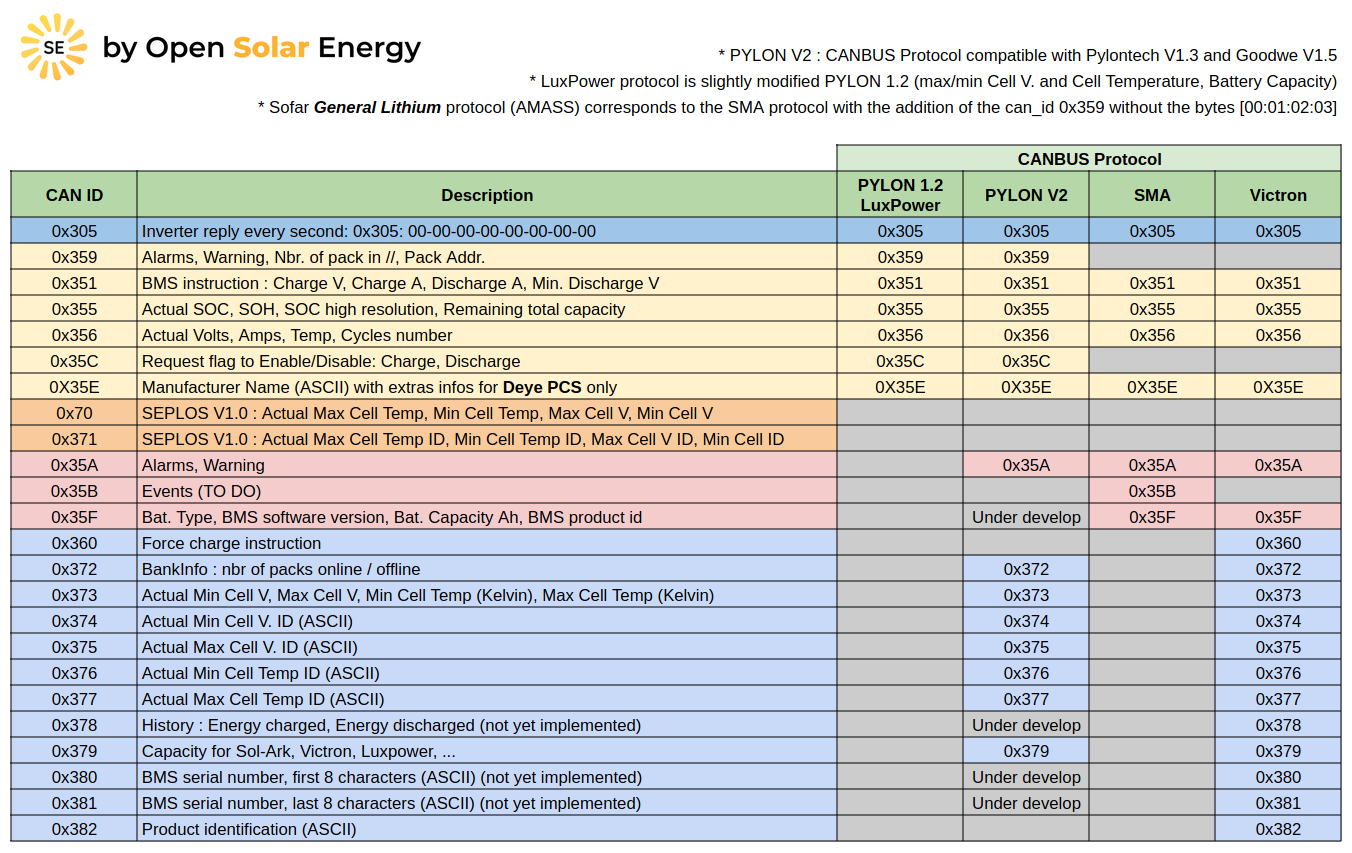 SE by Open Solar Energy
* PYLON V2 : CANBUS Protocol compatible with Pylontech V1.3 and Goodwe V1.5
* LuxPower protocol is slightly modified PYLON 1.2 (max/min Cell V. and Cell Temperature, Battery Capacity)
* Sofar General Lithium protocol (AMASS) corresponds to the SMA protocol with the addition of the can_id 0x359 without the bytes [00:01:02:03]
CANBUS Protocol
CAN ID Description PYLON 1.2 LuxPower PYLON V2 SMA Victron
0x305 Inverter reply every second: 0x305: 00-00-00-00-00-00-00-00 0x305 0x305 0x305 0x305
0x359 Alarms, Warning, Nbr. of pack in //, Pack Addr. 0x359 0x359
0x351 BMS instruction : Charge V, Charge A, Discharge A, Min. Discharge V 0x351 0x351 0x351 0x351
0x355 Actual SOC, SOH, SOC high resolution, Remaining total capacity 0x355 0x355 0x355 0x355
0x356 Actual Volts, Amps, Temp, Cycles number 0x356 0x356 0x356 0x356
0x35C Request flag to Enable/Disable: Charge, Discharge 0x35C 0x35C
0X35E Manufacturer Name (ASCII) with extras infos for Deye PCS only 0X35E 0X35E 0X35E 0X35E
0x70 SEPLOS V1.0 : Actual Max Cell Temp, Min Cell Temp, Max Cell V, Min Cell V
0x371 SEPLOS V1.0 : Actual Max Cell Temp ID, Min Cell Temp ID, Max Cell V ID, Min Cell ID
0x35A Alarms, Warning 0x35A 0x35A 0x35A
0x35B Events (TO DO) 0x35B
0x35F Bat. Type, BMS software version, Bat. Capacity Ah, BMS product id Under develop 0x35F 0x35F
0x360 Force charge instruction 0x360
0x372 BankInfo : nbr of packs online / offline 0x372 0x372
0x373 Actual Min Cell V, Max Cell V, Min Cell Temp (Kelvin), Max Cell Temp (Kelvin) 0x373 0x373
0x374 Actual Min Cell V. ID (ASCII) 0x374 0x374
0x375 Actual Max Cell V. ID (ASCII) 0x375 0x375
0x376 Actual Min Cell Temp ID (ASCII) 0x376 0x376
0x377 Actual Max Cell Temp ID (ASCII) 0x377 0x377
0x378 History : Energy charged, Energy discharged (not yet implemented) Under develop 0x378
0x379 Capacity for Sol-Ark, Victron, Luxpower, ... 0x379 0x379
0x380 BMS serial number, first 8 characters (ASCII) (not yet implemented) Under develop 0x380
0x381 BMS serial number, last 8 characters (ASCII) (not yet implemented) Under develop 0x381
0x382 Product identification (ASCII) 0x382